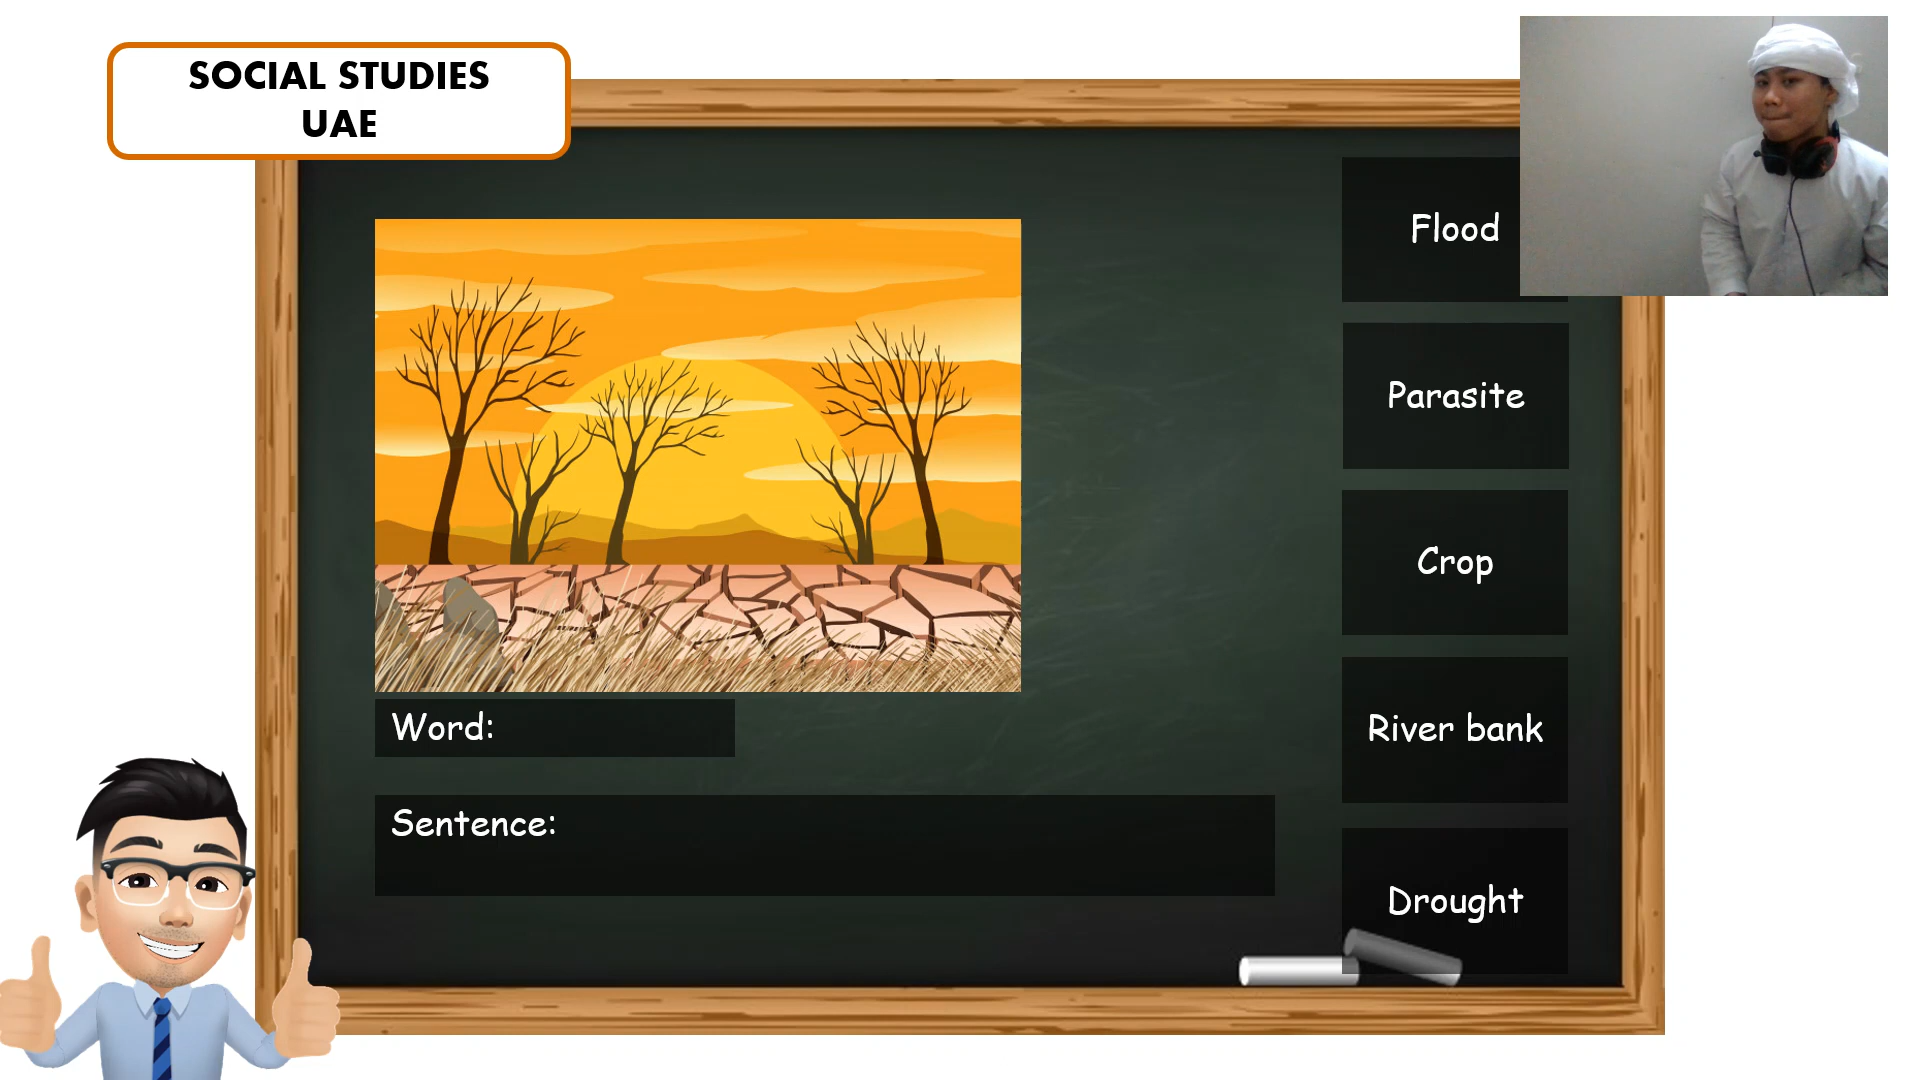 SOCIAL STUDIES
UAE
Flood
Parasite
Crop
River bank
Drought
Word:
Sentence: